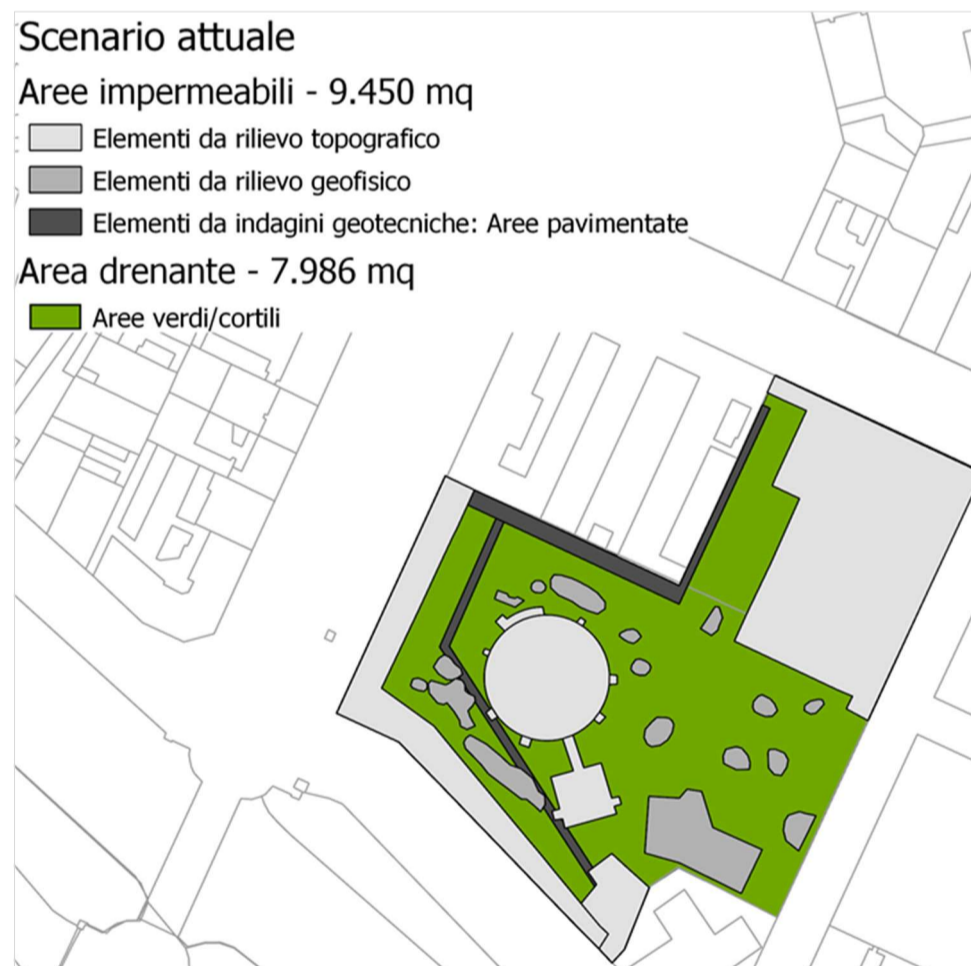 Scenario attuale
Aree impermeabili - 9.450 mq
Elementi da rilievo topografico
Elementi da rilievo geofisico
Elementi da indagini geotecniche: Aree pavimentate
Area drenante - 7.986 mq
Aree verdi/cortili